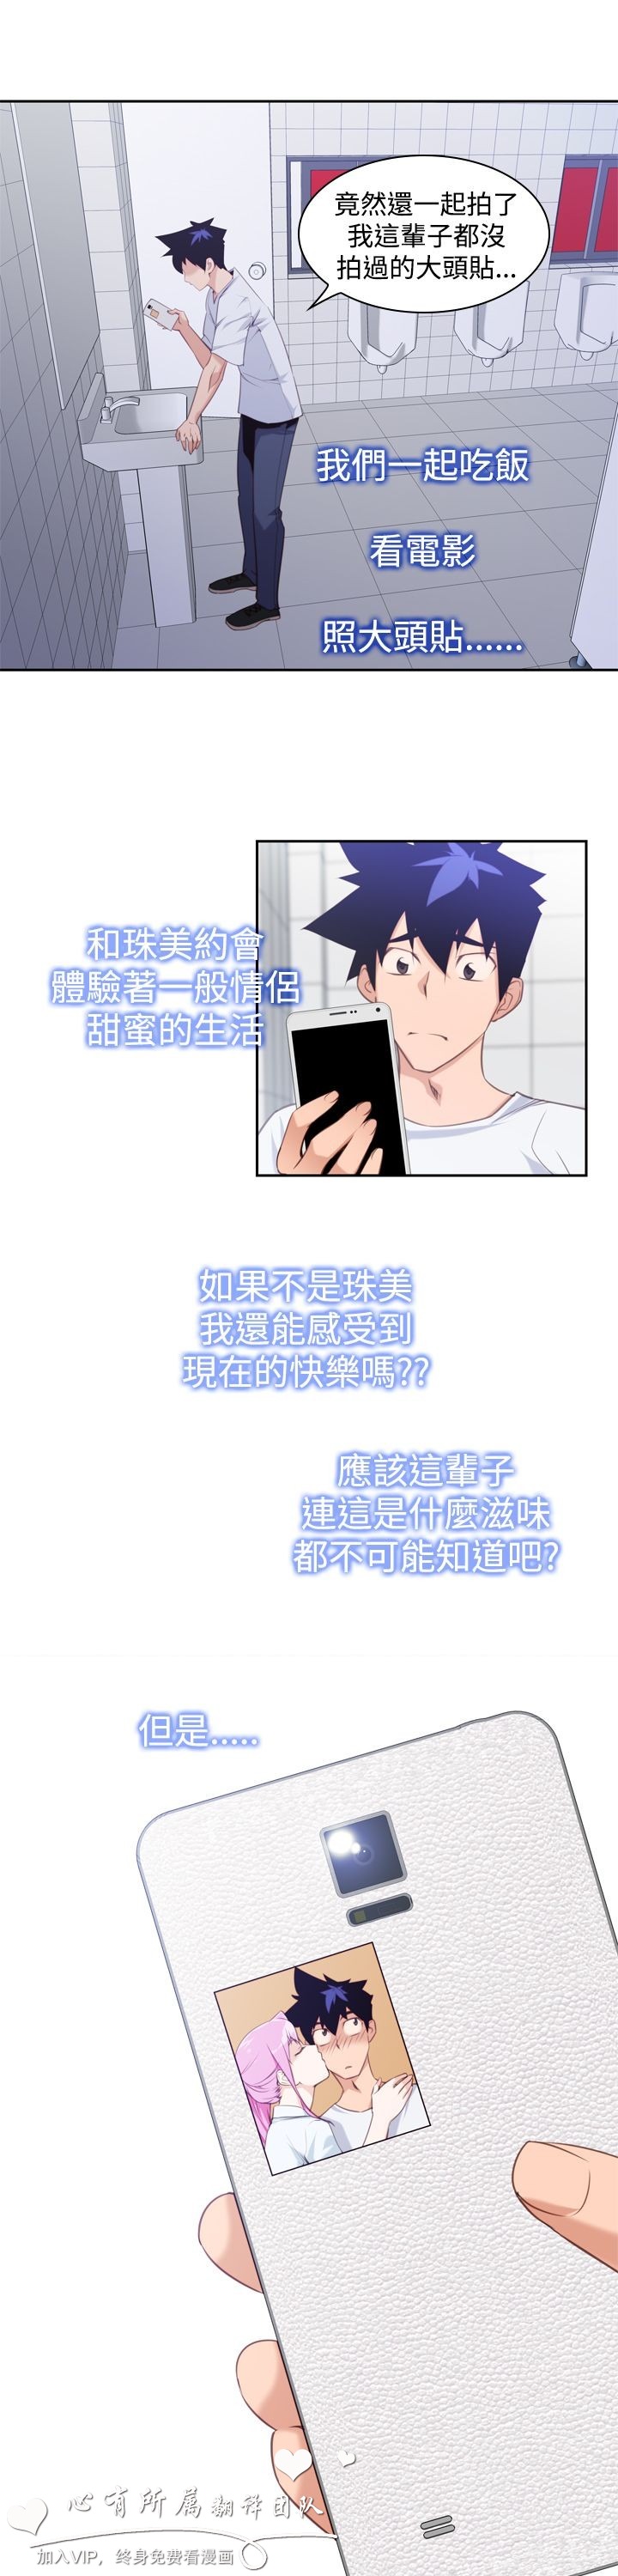 竟然還一起拍了
我這輩子都沒
拍過的大頭貼...
我們一起吃飯
看電影
照大頭貼......
和珠美約會
體驗著一般情侶
甜蜜的生活
如果不是珠美
我還能感受到
現在的快樂嗎??
應該這輩子
連這是什麼滋味
都不可能知道吧?
但是.....
心有所属翻译团队
加入VIP，终身免费看漫画